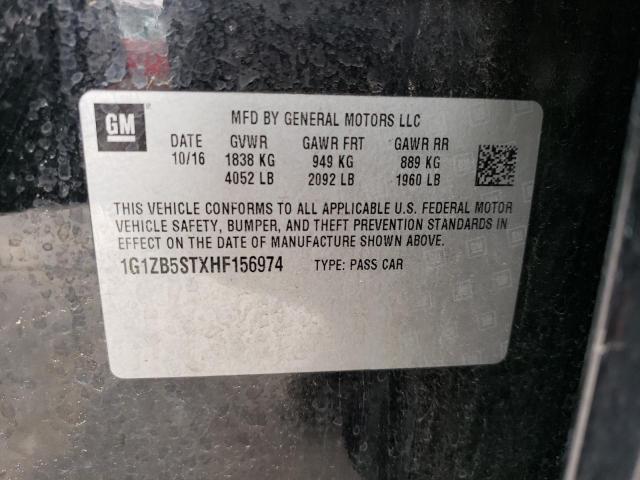 GM
MFD BY GENERAL MOTORS LLC
DATE GVWR GAWR FRT GAWR RR
10/16 1838 KG 949 KG 889 KG
4052 LB 2092 LB 1960 LB
THIS VEHICLE CONFORMS TO ALL APPLICABLE U.S. FEDERAL MOTOR
VEHICLE SAFETY, BUMPER, AND THEFT PREVENTION STANDARDS IN
EFFECT ON THE DATE OF MANUFACTURE SHOWN ABOVE.
1G1ZB5STXHF156974 TYPE: PASS CAR